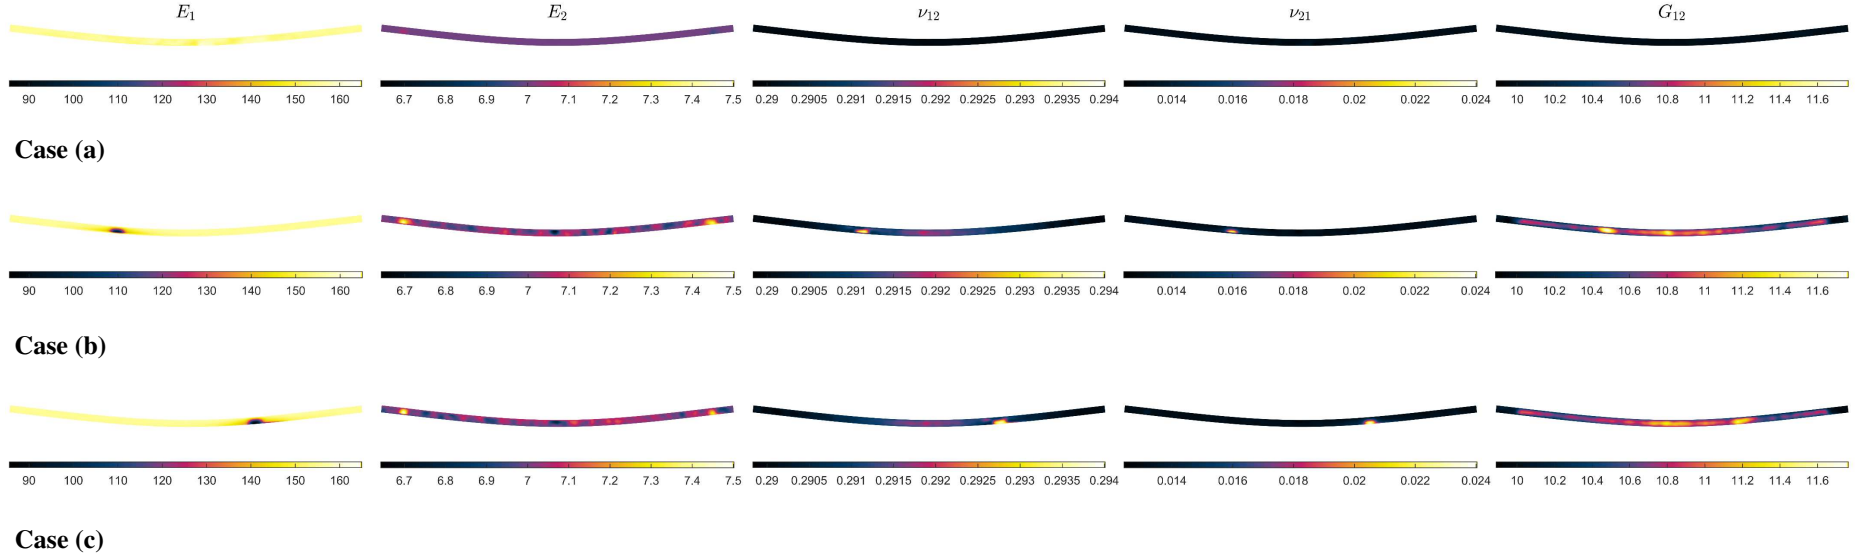 E₁ E₂ ν₁₂ ν₂₁ G₁₂
90 100 110 120 130 140 150 160 6.7 6.8 6.9 7 7.1 7.2 7.3 7.4 7.5 0.29 0.2905 0.291 0.2915 0.292 0.2925 0.293 0.2935 0.294 0.014 0.016 0.018 0.02 0.022 0.024 10 10.2 10.4 10.6 10.8 11 11.2 11.4 11.6
Case (a)
90 100 110 120 130 140 150 160 6.7 6.8 6.9 7 7.1 7.2 7.3 7.4 7.5 0.29 0.2905 0.291 0.2915 0.292 0.2925 0.293 0.2935 0.294 0.014 0.016 0.018 0.02 0.022 0.024 10 10.2 10.4 10.6 10.8 11 11.2 11.4 11.6
Case (b)
90 100 110 120 130 140 150 160 6.7 6.8 6.9 7 7.1 7.2 7.3 7.4 7.5 0.29 0.2905 0.291 0.2915 0.292 0.2925 0.293 0.2935 0.294 0.014 0.016 0.018 0.02 0.022 0.024 10 10.2 10.4 10.6 10.8 11 11.2 11.4 11.6
Case (c)